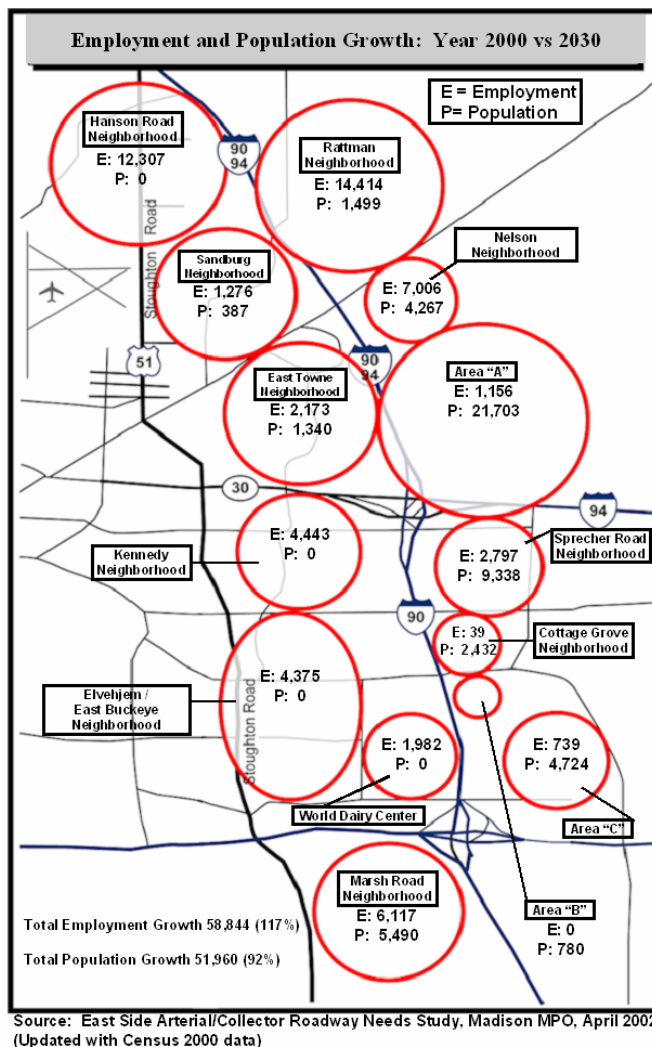 Employment and Population Growth:  Year 2000 vs 2030
E = Employment
P= Population
Hanson Road
Neighborhood
E: 12,307
P: 0
90
94
Rattman
Neighborhood
E: 14,414
P: 1,499
Stoughton Road
Sandburg
Neighborhood
E: 1,276
P: 387
Nelson
Neighborhood
E: 7,006
P: 4,267
51
90
94
East Towne
Neighborhood
E: 2,173
P: 1,340
Area "A"
E: 1,156
P: 21,703
30
94
Kennedy
Neighborhood
E: 4,443
P: 0
Sprecher Road
Neighborhood
E: 2,797
P: 9,338
90
E: 39
P: 2,432
Cottage Grove
Neighborhood
Elvehjem /
East Buckeye
Neighborhood
E: 4,375
P: 0
Stoughton Road
E: 1,982
P: 0
World Dairy Center
E: 739
P: 4,724
Area "C"
Marsh Road
Neighborhood
E: 6,117
P: 5,490
Area "B"
E: 0
P: 780
Total Employment Growth 58,844 (117%)
Total Population Growth 51,960 (92%)
Source:  East Side Arterial/Collector Roadway Needs Study, Madison MPO, April 2002
(Updated with Census 2000 data)